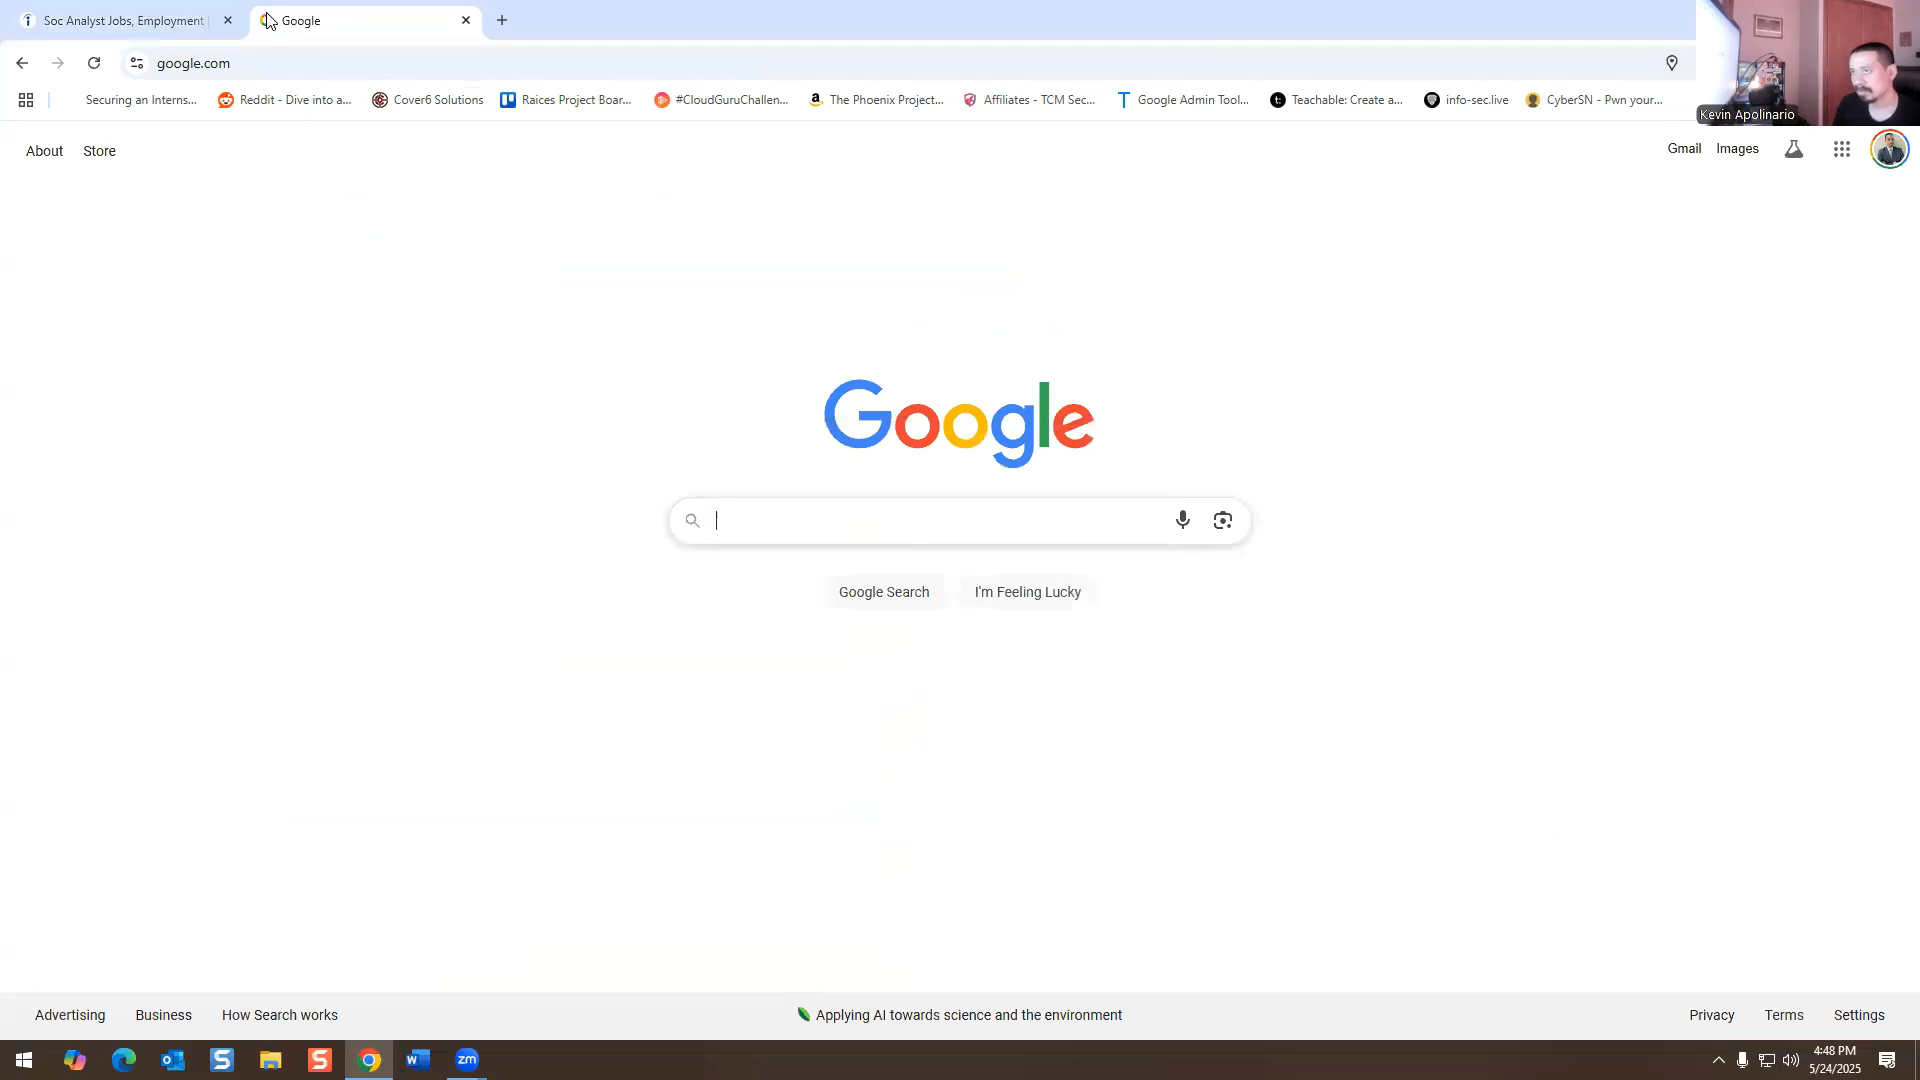 Soc Analyst Jobs, Employment
Google
google.com
Securing an Interns...
Reddit - Dive into a...
Cover6 Solutions
Raices Project Boar...
#CloudGuruChallen...
The Phoenix Project...
Affiliates - TCM Sec...
Google Admin Tool...
Teachable: Create a...
info-sec.live
CyberSN - Pwn your...
Kevin Apolinario
About
Store
Gmail
Images
Google
Google Search
I'm Feeling Lucky
Advertising
Business
How Search works
Applying AI towards science and the environment
Privacy
Terms
Settings
zm
4:48 PM
5/24/2025